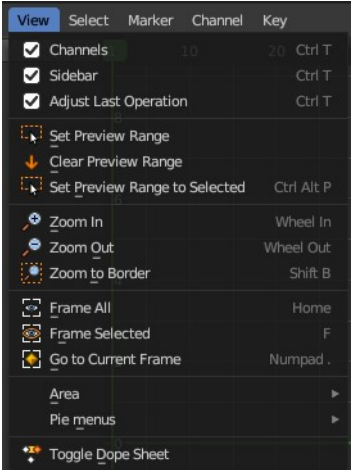 View Select Marker Channel Key
Channels Ctrl T
Sidebar Ctrl T
Adjust Last Operation Ctrl T
Set Preview Range
Clear Preview Range
Set Preview Range to Selected Ctrl Alt P
Zoom In Wheel In
Zoom Out Wheel Out
Zoom to Border Shift B
Frame All Home
Frame Selected F
Go to Current Frame Numpad .
Area
Pie menus
Toggle Dope Sheet